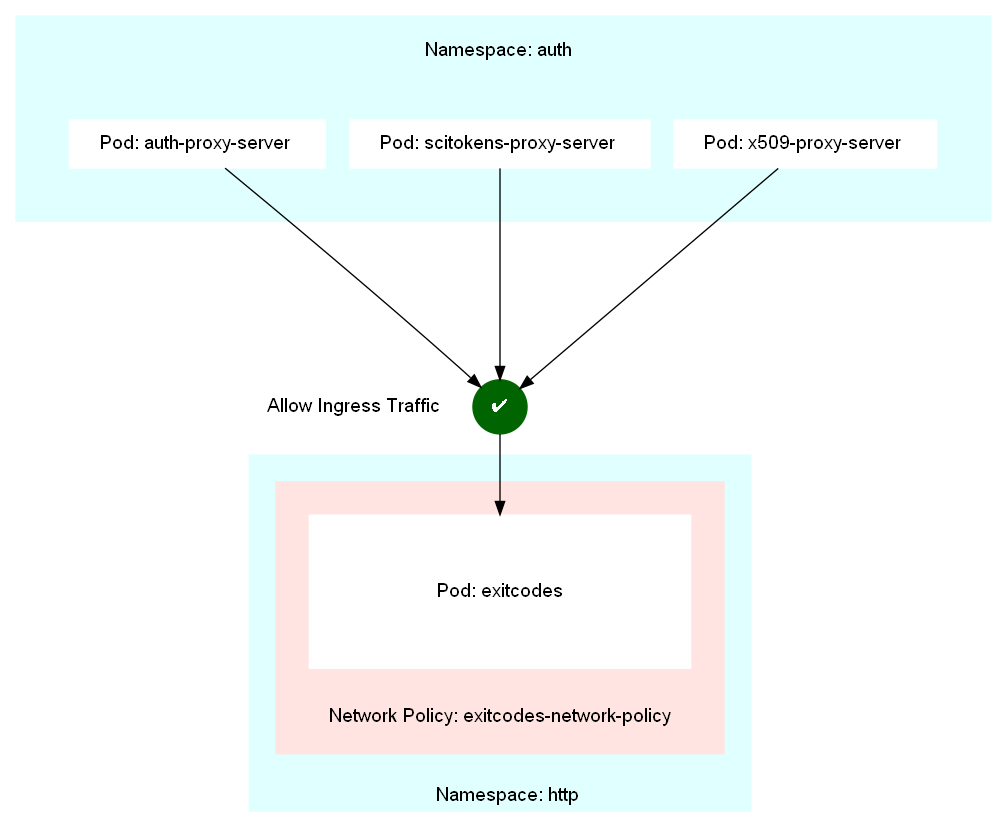 Namespace: auth
Pod: auth-proxy-server
Pod: scitokens-proxy-server
Pod: x509-proxy-server
Allow Ingress Traffic
✔
Pod: exitcodes
Network Policy: exitcodes-network-policy
Namespace: http